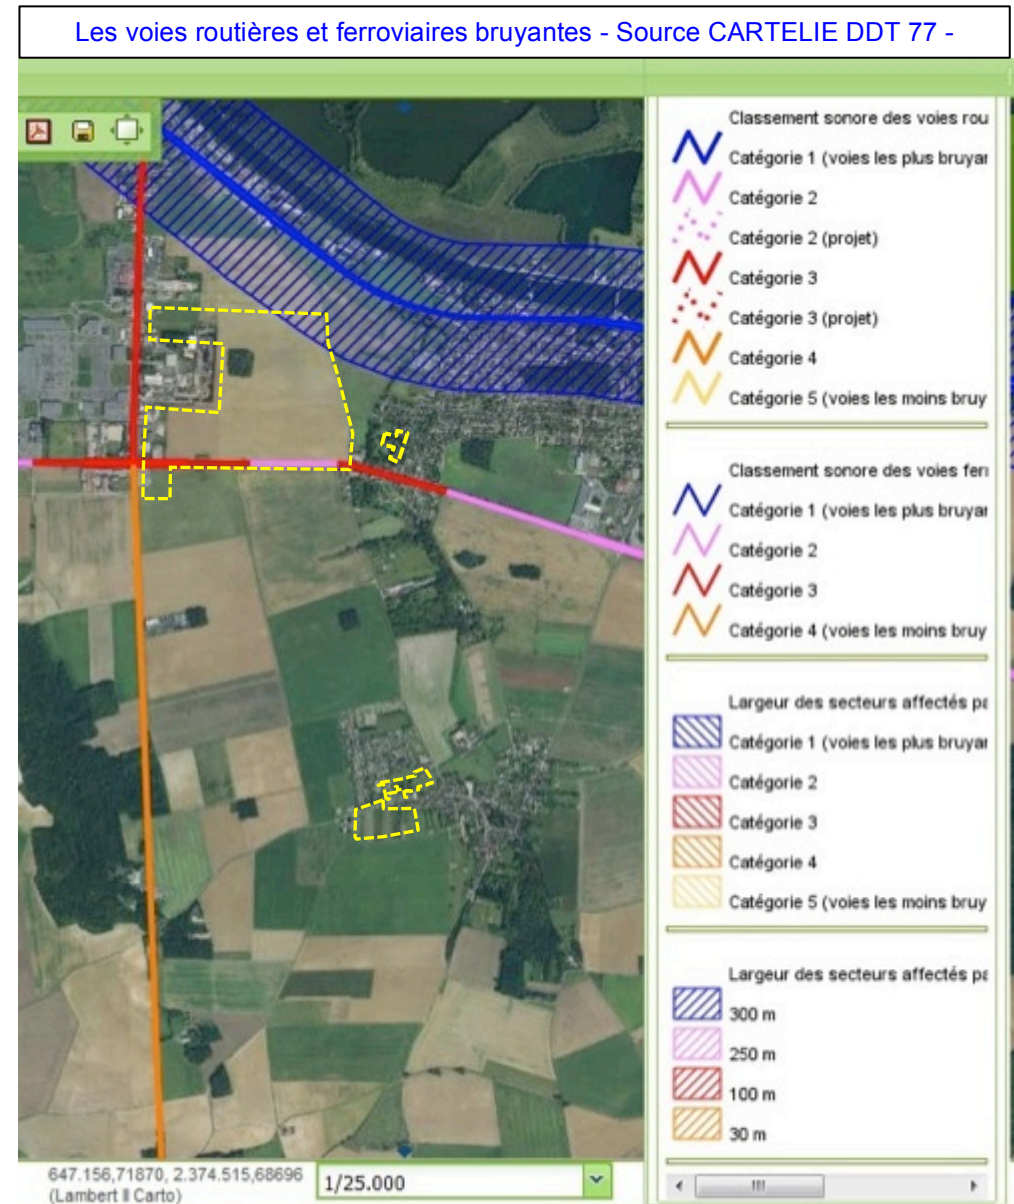 Les voies routières et ferroviaires bruyantes - Source CARTELIE DDT 77 -
Classement sonore des voies rou
Catégorie 1 (voies les plus bruyar
Catégorie 2
Catégorie 2 (projet)
Catégorie 3
Catégorie 3 (projet)
Catégorie 4
Catégorie 5 (voies les moins bruy
Classement sonore des voies ferr
Catégorie 1 (voies les plus bruyar
Catégorie 2
Catégorie 3
Catégorie 4 (voies les moins bruy
Largeur des secteurs affectés pa
Catégorie 1 (voies les plus bruyar
Catégorie 2
Catégorie 3
Catégorie 4
Catégorie 5 (voies les moins bruy
Largeur des secteurs affectés pa
300 m
250 m
100 m
30 m
647.156,71870, 2.374.515,68696
(Lambert II Carto)
1/25.000